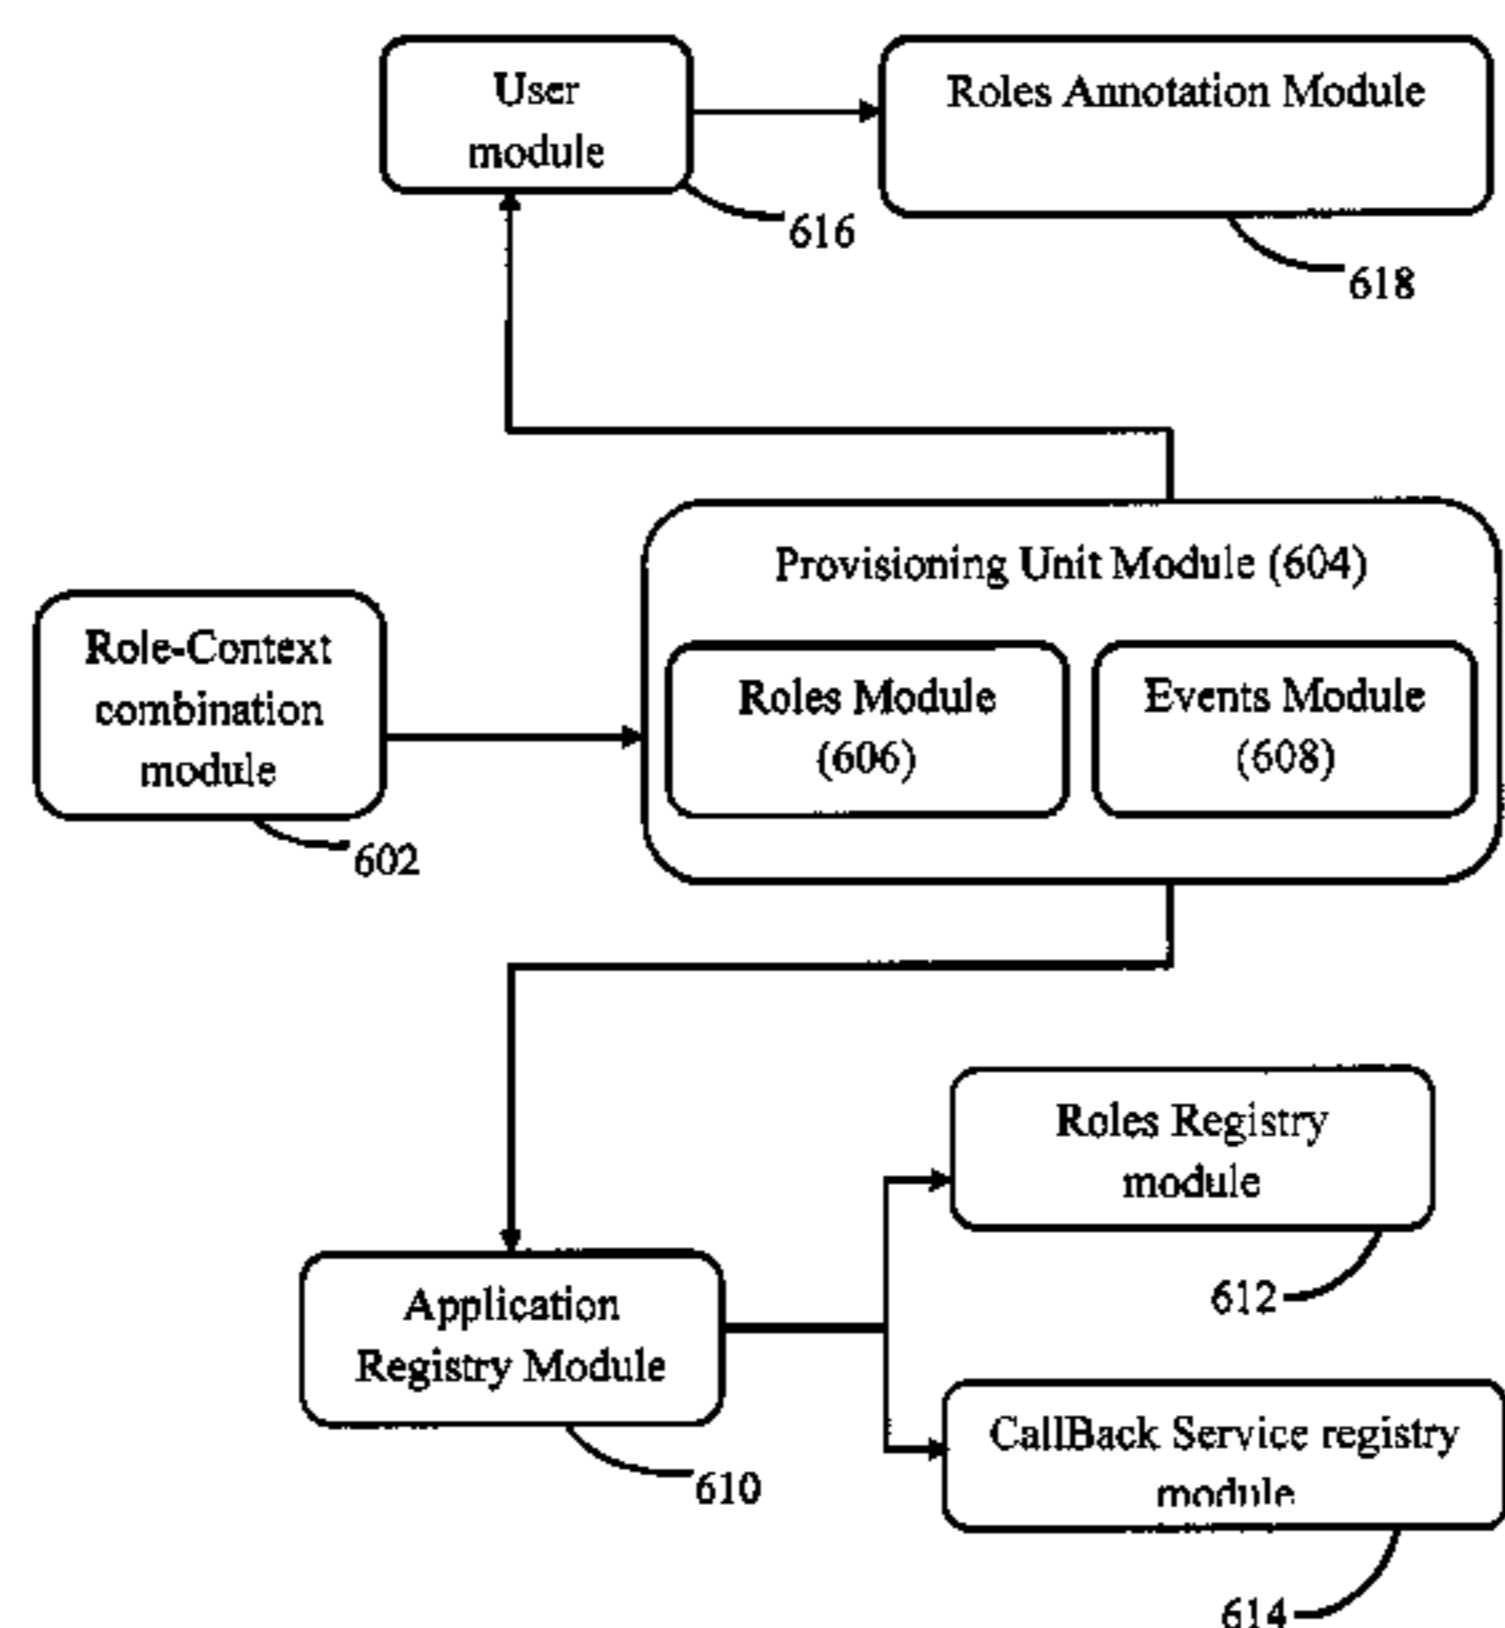 User
module
Roles Annotation Module
616
618
Provisioning Unit Module (604)
Role-Context
combination
module
Roles Module
(606)
Events Module
(608)
602
Roles Registry
module
612
Application
Registry Module
CallBack Service registry
module
610
614